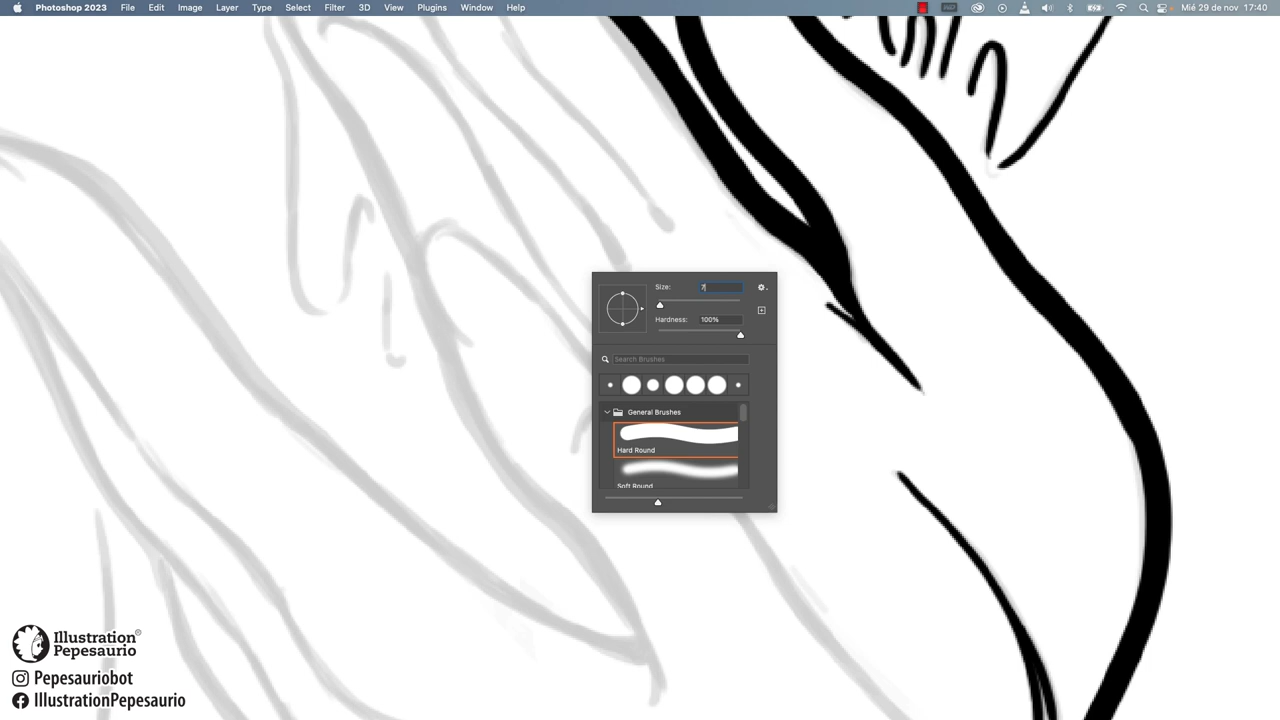 Photoshop 2023 File Edit Image Layer Type Select Filter 3D View Plugins Window Help Mié 29 de nov 17:40
Size: 7
Hardness: 100%
Search Brushes
General Brushes
Hard Round
Soft Round
Illustration®
Pepesaurio
Pepesauriobot
IllustrationPepesaurio